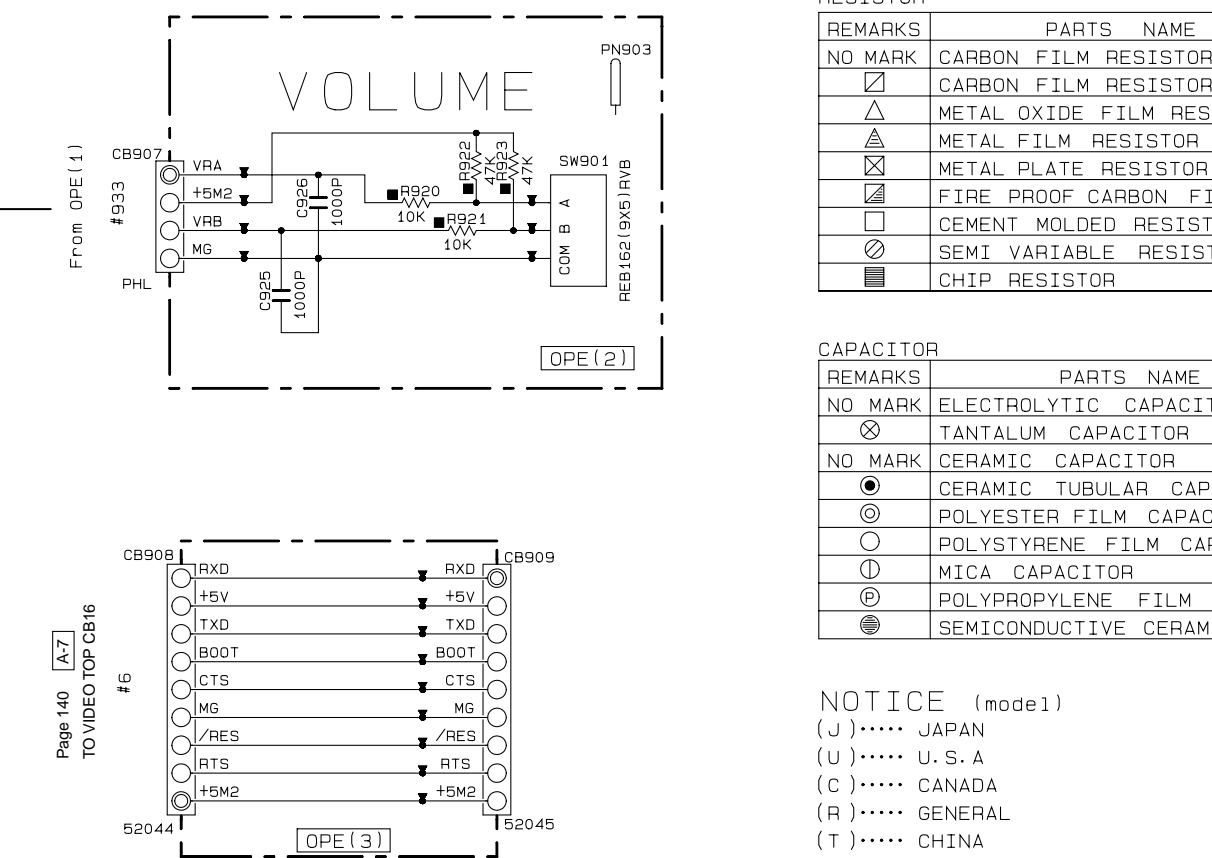 PN903
VOLUME
CB907
From OPE(1)
#933
VRA
+5M2
VRB
MG
PHL
C926
1000P
C925
1000P
R920
10K
R921
10K
R922
47K
R923
47K
SW901
A
B
COM
REB162(9X5)RVB
OPE(2)
CB908
CB909
Page 140 A-7
TO VIDEO TOP CB16
#6
RXD RXD
+5V +5V
TXD TXD
BOOT BOOT
CTS CTS
MG MG
/RES /RES
RTS RTS
+5M2 +5M2
52044
52045
OPE(3)
REMARKS PARTS NAME
NO MARK CARBON FILM RESISTOR
CARBON FILM RESISTOR
METAL OXIDE FILM RES
METAL FILM RESISTOR
METAL PLATE RESISTOR
FIRE PROOF CARBON FI
CEMENT MOLDED RESIST
SEMI VARIABLE RESIST
CHIP RESISTOR
CAPACITOR
REMARKS PARTS NAME
NO MARK ELECTROLYTIC CAPACIT
TANTALUM CAPACITOR
NO MARK CERAMIC CAPACITOR
CERAMIC TUBULAR CAP
POLYESTER FILM CAPAC
POLYSTYRENE FILM CAP
MICA CAPACITOR
P POLYPROPYLENE FILM
SEMICONDUCTIVE CERAM
NOTICE (model)
(J)····· JAPAN
(U)····· U.S.A
(C)····· CANADA
(R)····· GENERAL
(T)····· CHINA